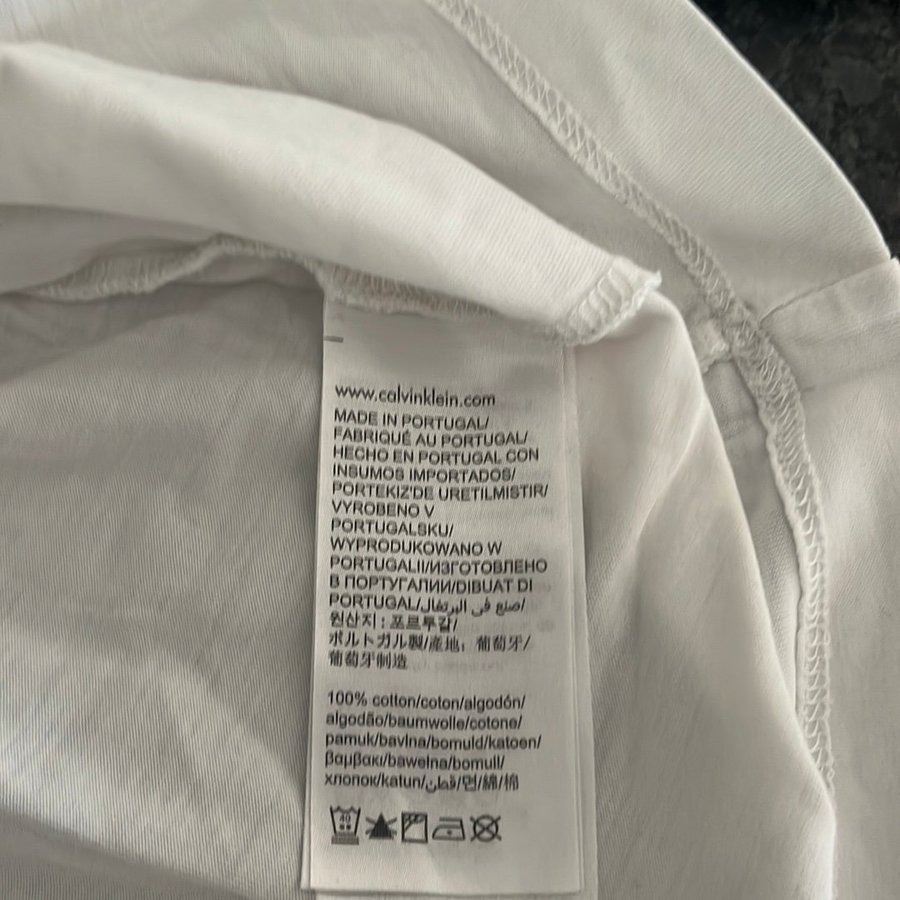 www.calvinklein.com
MADE IN PORTUGAL/
FABRIQUÉ AU PORTUGAL/
HECHO EN PORTUGAL CON
INSUMOS IMPORTADOS/
PORTEKIZ'DE URETILMISTIR/
VYROBENO V
PORTUGALSKU/
WYPRODUKOWANO W
PORTUGALII/ИЗГОТОВЛЕНО
В ПОРТУГАЛИИ/DIBUAT DI
PORTUGAL/صنع في البرتغال/
원산지 : 포르투갈/
ポルトガル製/産地：葡萄牙/
葡萄牙制造
100% cotton/coton/algodón/
algodão/baumwolle/cotone/
pamuk/bavlna/bomuld/katoen/
βαμβακι/bawełna/bomull/
хлопок/katun/قطن/면/綿/棉
40